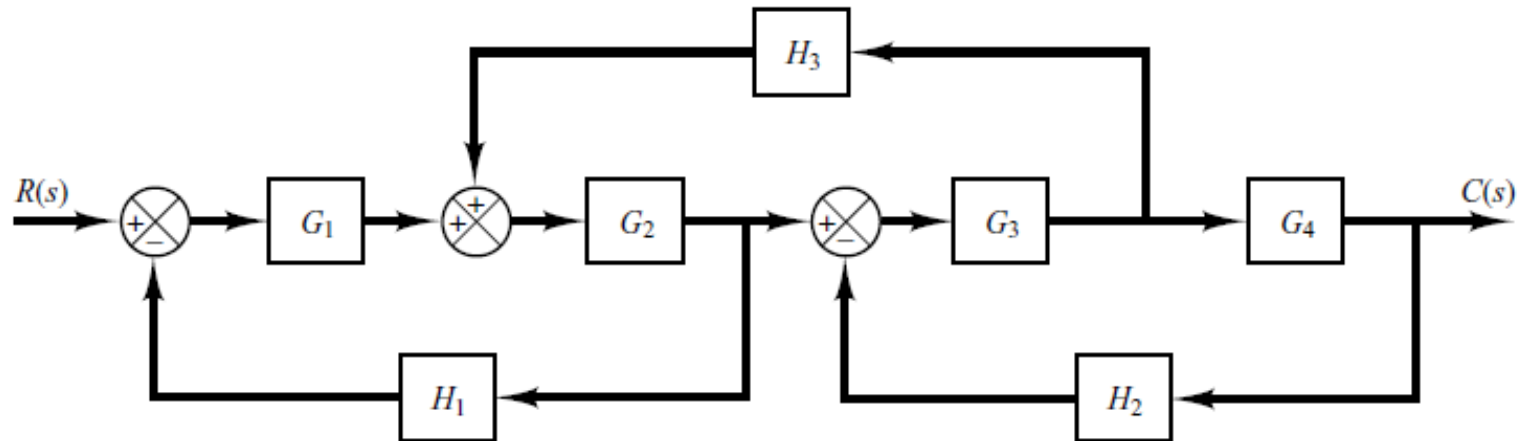 H₃
R(s) + − G₁ + + G₂ + − G₃ G₄ C(s)
H₁ H₂